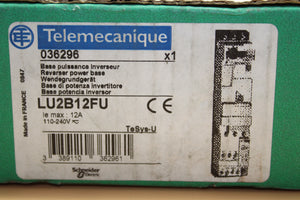 Telemecanique
036296 x1
Base puissance inverseur
Reverser power base
Wendegrundgerät
Base di potenza invertitore
Base potencia inversor
LU2B12FU CE
Ie max : 12A
110-240V
TeSys-U
3 389110 362961
Schneider
Electric
Made in FRANCE 0847